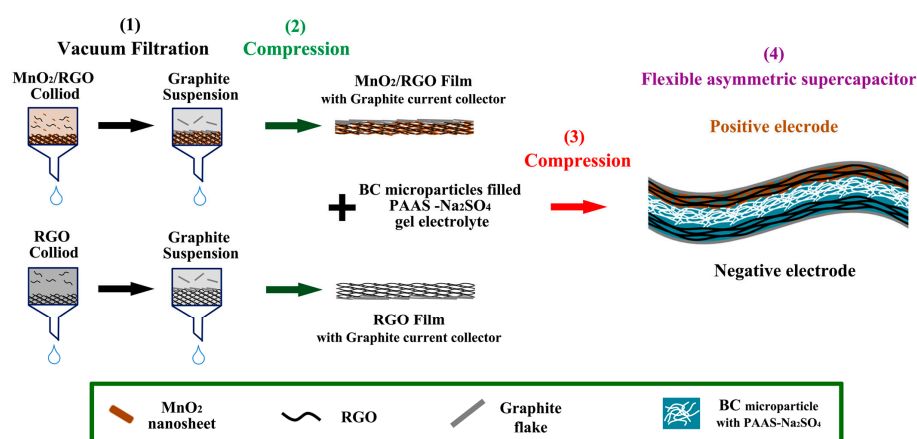 (1)
Vacuum Filtration
(2)
Compression
(4)
Flexible asymmetric supercapacitor
MnO₂/RGO
Colliod
Graphite
Suspension
MnO₂/RGO Film
with Graphite current collector
Positive elecrode
(3)
Compression
+
BC microparticles filled
PAAS -Na₂SO₄
gel electrolyte
RGO
Colliod
Graphite
Suspension
Negative electrode
RGO Film
with Graphite current collector
MnO₂
nanosheet
RGO
Graphite
flake
BC microparticle
with PAAS-Na₂SO₄